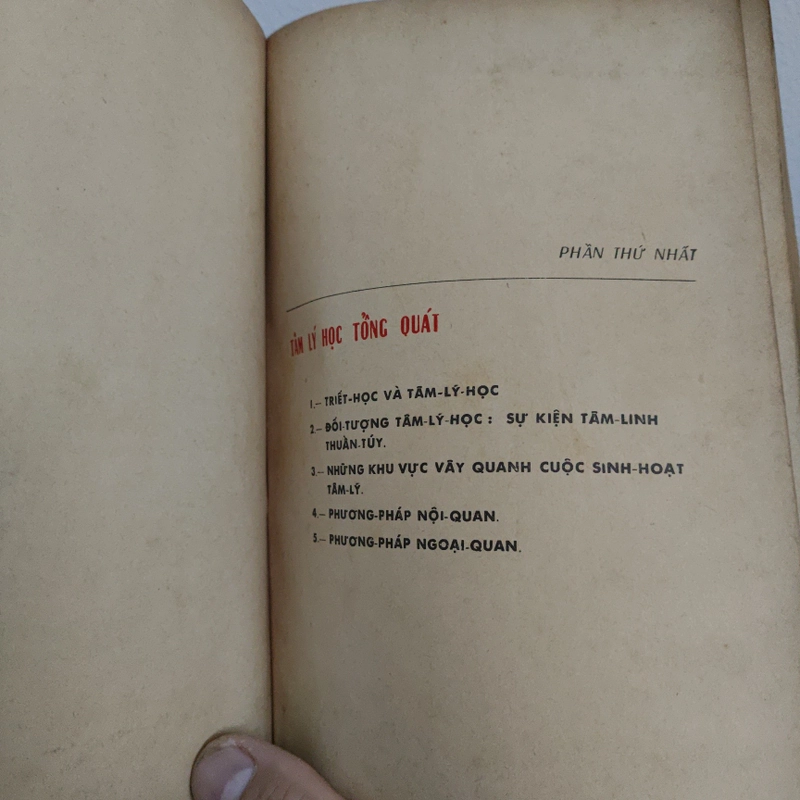 PHẦN THỨ NHẤT
TÂM LÝ HỌC TỔNG QUÁT
1.– TRIẾT-HỌC VÀ TÂM-LÝ-HỌC
2.– ĐỐI-TƯỢNG TÂM-LÝ-HỌC : SỰ KIỆN TÂM-LINH
THUẦN-TÚY.
3.– NHỮNG KHU VỰC VÂY QUANH CUỘC SINH-HOẠT
TÂM-LÝ.
4.– PHƯƠNG-PHÁP NỘI-QUAN.
5.– PHƯƠNG-PHÁP NGOẠI-QUAN.